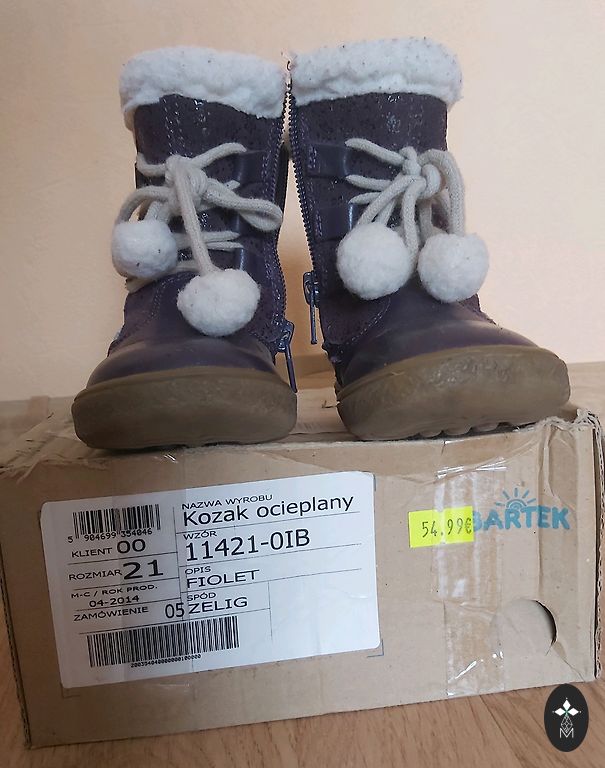 NAZWA WYROBU
Kozak ocieplany
5 904699 354046
KLIENT 00
WZÓR
11421-0IB
ROZMIAR 21
OPIS
FIOLET
M-C / ROK PROD.
04-2014
SPÓD
ZAMÓWIENIE 05 ZELIG
54.99€
BARTEK
M